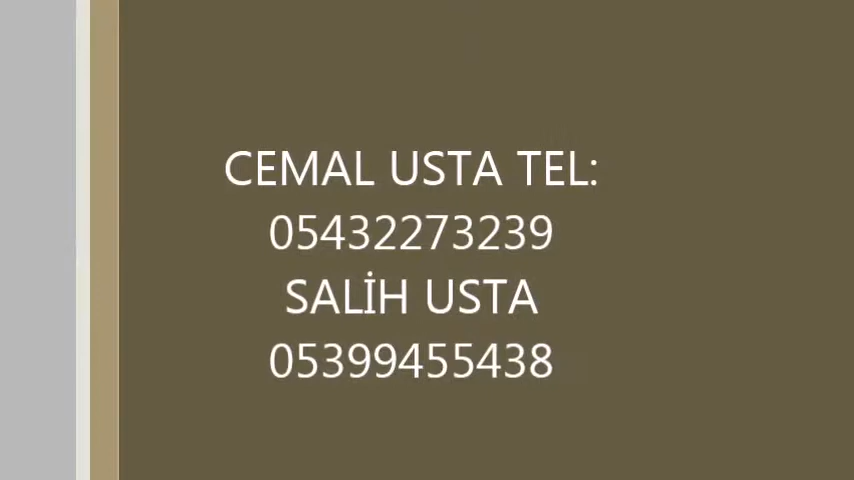 CEMAL USTA TEL:
05432273239
SALİH USTA
05399455438